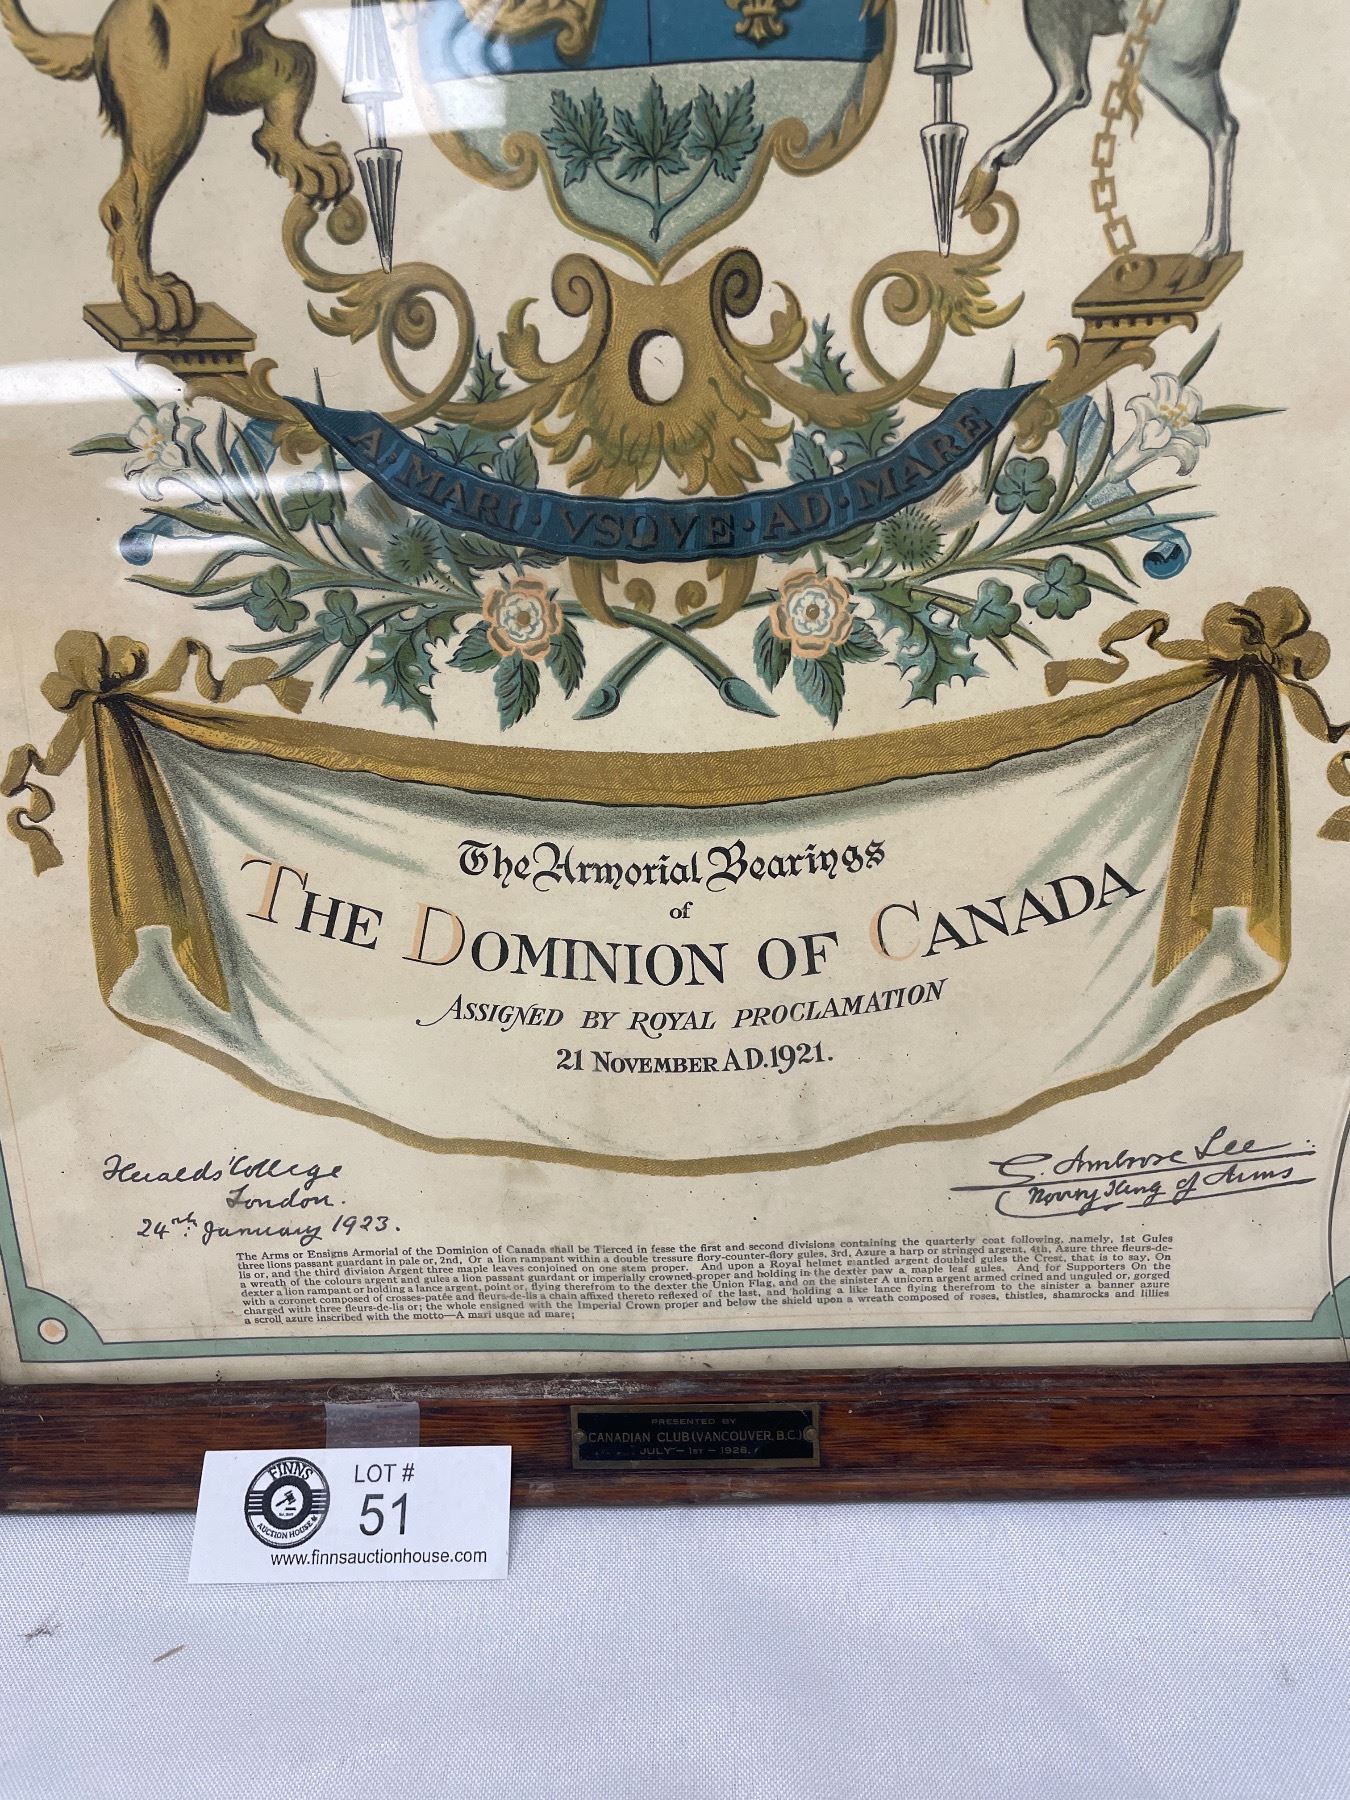 A·MARI·VSQVE·AD·MARE
The Armorial Bearings
of
THE DOMINION OF CANADA
ASSIGNED BY ROYAL PROCLAMATION
21 NOVEMBER A.D.1921.
Heralds' College
London.
24th January 1923.
G. Ambrose Lee
Norroy King of Arms
The Arms or Ensigns Armorial of the Dominion of Canada shall be Tierced in fesse the first and second divisions containing the quarterly coat following, namely, 1st Gules
three lions passant guardant in pale or, 2nd, Or a lion rampant within a double tressure flory-counter-flory gules, 3rd, Azure a harp or stringed argent, 4th, Azure three fleurs-de-
lis or, and the third division Argent three maple leaves conjoined on one stem proper. And upon a Royal helmet mantled argent doubled gules the Crest, that is to say, On
a wreath of the colours argent and gules a lion passant guardant or imperially crowned proper and holding in the dexter paw a maple leaf gules. And for Supporters On the
dexter a lion rampant or holding a lance argent, point or, flying therefrom to the dexter the Union Flag, and on the sinister A unicorn argent armed crined and unguled or, gorged
with a coronet composed of crosses-patée and fleurs-de-lis a chain affixed thereto reflexed of the last, and holding a like lance flying therefrom to the sinister a banner azure
charged with three fleurs-de-lis or; the whole ensigned with the Imperial Crown proper and below the shield upon a wreath composed of roses, thistles, shamrocks and lillies
a scroll azure inscribed with the motto—A mari usque ad mare;
PRESENTED BY
CANADIAN CLUB (VANCOUVER, B.C.)
JULY — 1ST — 1926.
FINNS
AUCTION HOUSE
LOT #
51
www.finnsauctionhouse.com